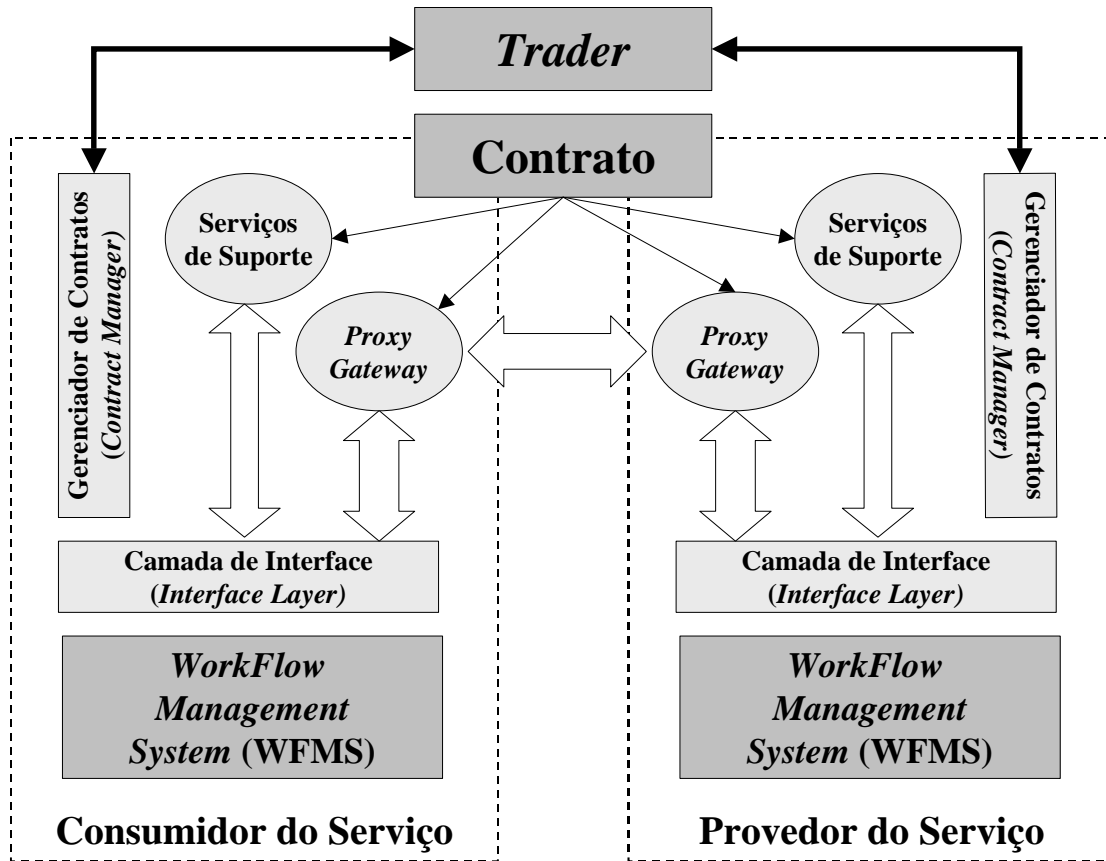 Trader
Contrato
Gerenciador de Contratos
(Contract Manager)
Serviços
de Suporte
Proxy
Gateway
Camada de Interface
(Interface Layer)
WorkFlow
Management
System (WFMS)
Consumidor do Serviço
Serviços
de Suporte
Proxy
Gateway
Gerenciador de Contratos
(Contract Manager)
Camada de Interface
(Interface Layer)
WorkFlow
Management
System (WFMS)
Provedor do Serviço